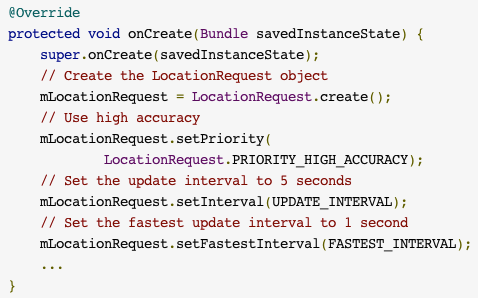 @Override
protected void onCreate(Bundle savedInstanceState) {
    super.onCreate(savedInstanceState);
    // Create the LocationRequest object
    mLocationRequest = LocationRequest.create();
    // Use high accuracy
    mLocationRequest.setPriority(
            LocationRequest.PRIORITY_HIGH_ACCURACY);
    // Set the update interval to 5 seconds
    mLocationRequest.setInterval(UPDATE_INTERVAL);
    // Set the fastest update interval to 1 second
    mLocationRequest.setFastestInterval(FASTEST_INTERVAL);
    ...
}